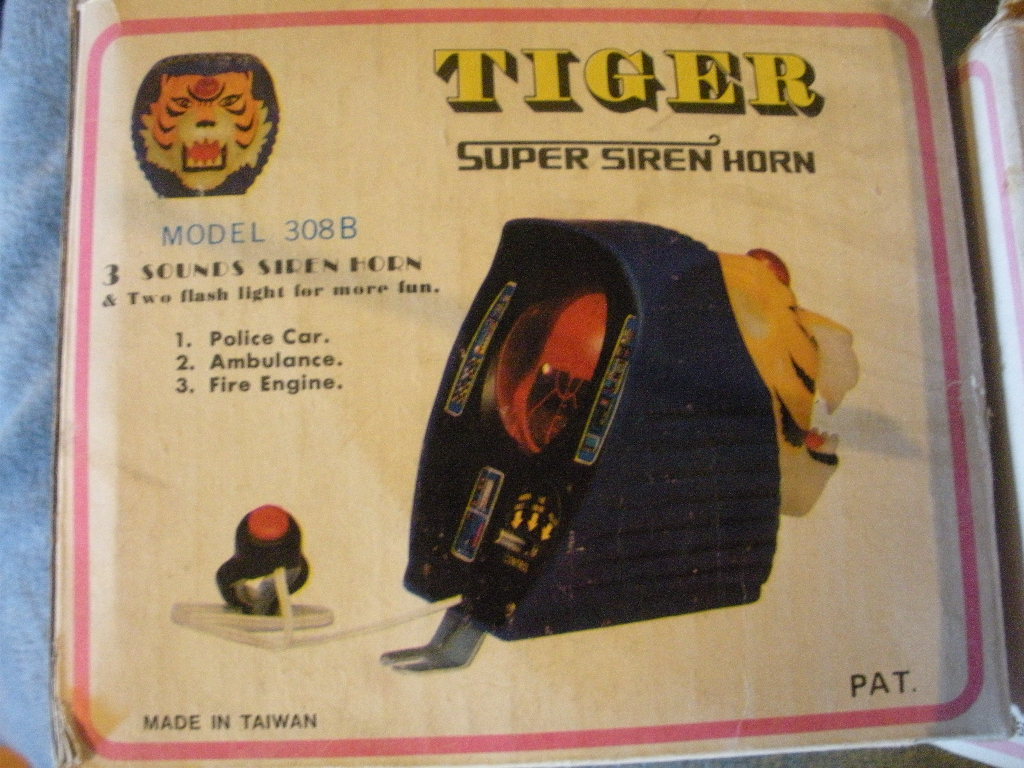 TIGER
SUPER SIREN HORN
MODEL 308B
3 SOUNDS SIREN HORN
& Two flash light for more fun.
1. Police Car.
2. Ambulance.
3. Fire Engine.
PAT.
MADE IN TAIWAN